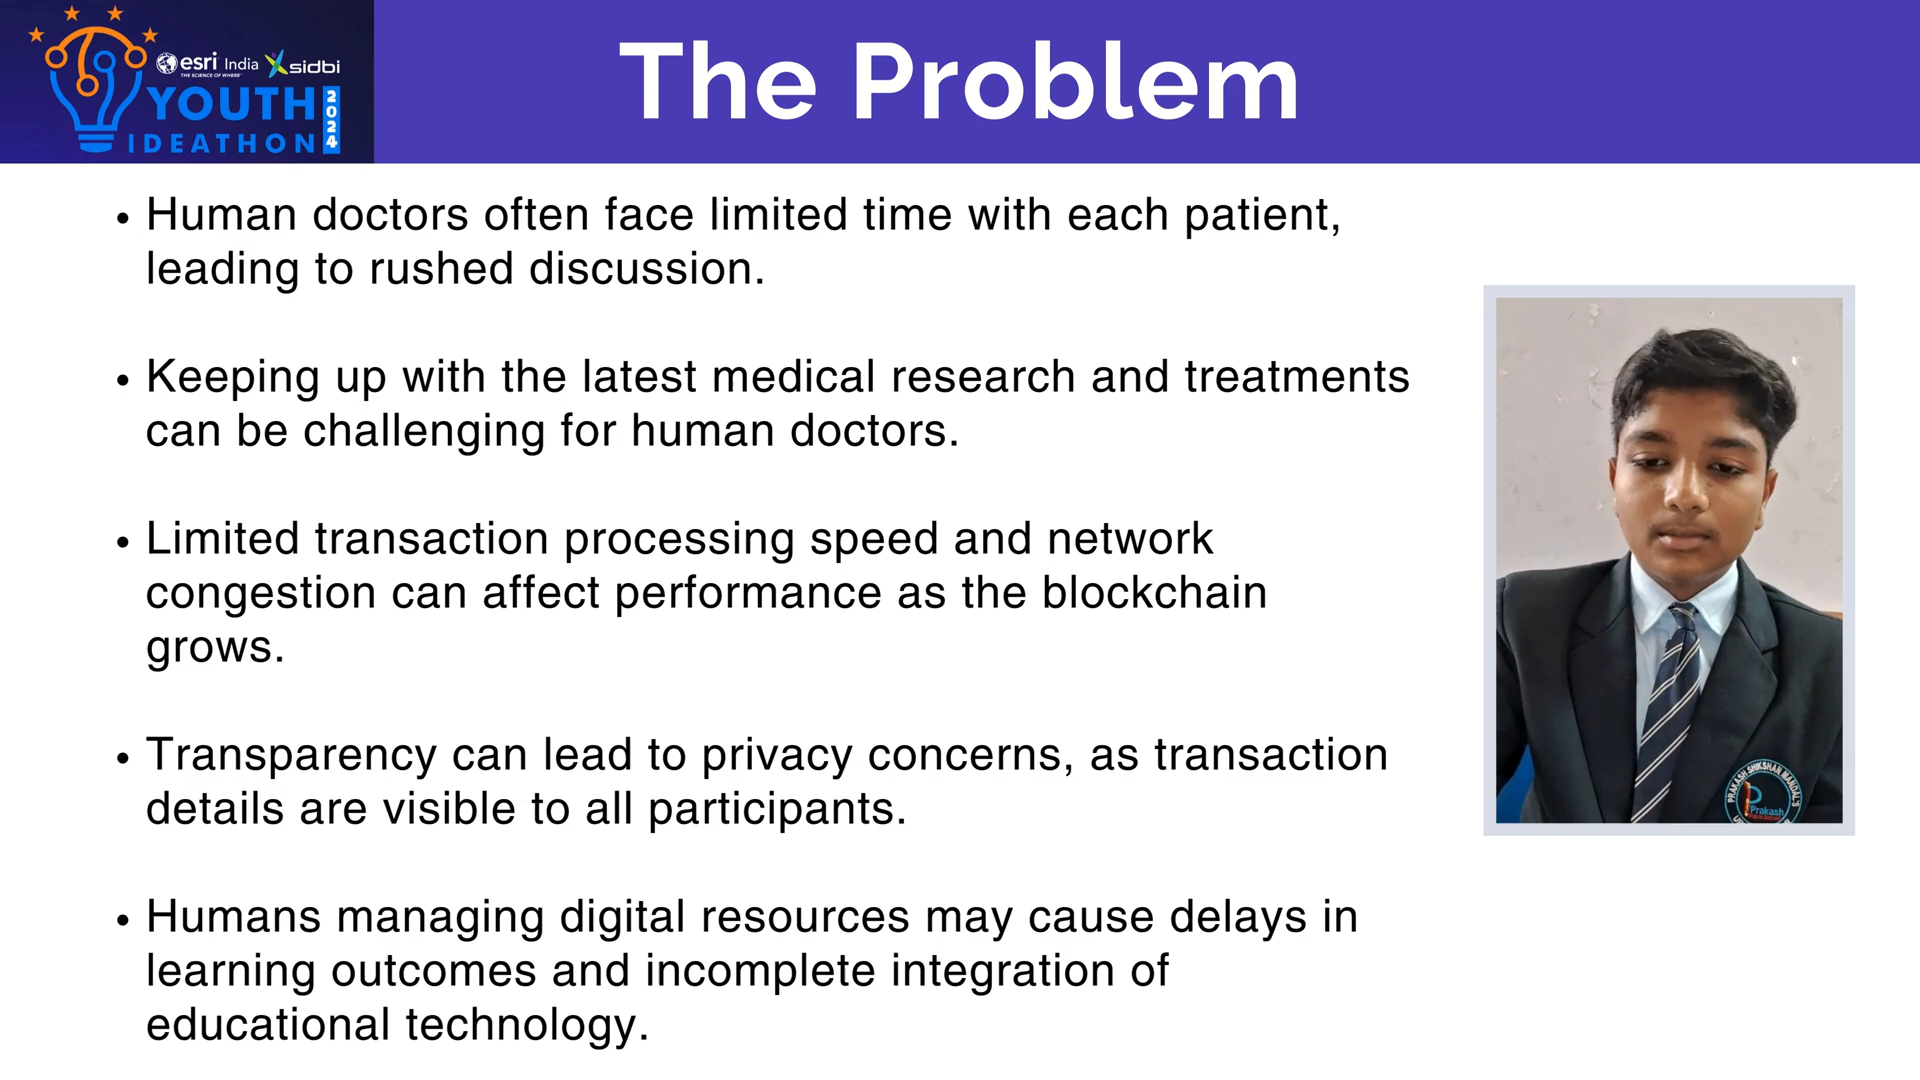 esri India
THE SCIENCE OF WHERE
sidbi
YOUTH
IDEATHON
2024
The Problem
• Human doctors often face limited time with each patient,
leading to rushed discussion.
• Keeping up with the latest medical research and treatments
can be challenging for human doctors.
• Limited transaction processing speed and network
congestion can affect performance as the blockchain
grows.
• Transparency can lead to privacy concerns, as transaction
details are visible to all participants.
• Humans managing digital resources may cause delays in
learning outcomes and incomplete integration of
educational technology.
PRAKASH SHIKSHAN MANDAL'S
Prakash